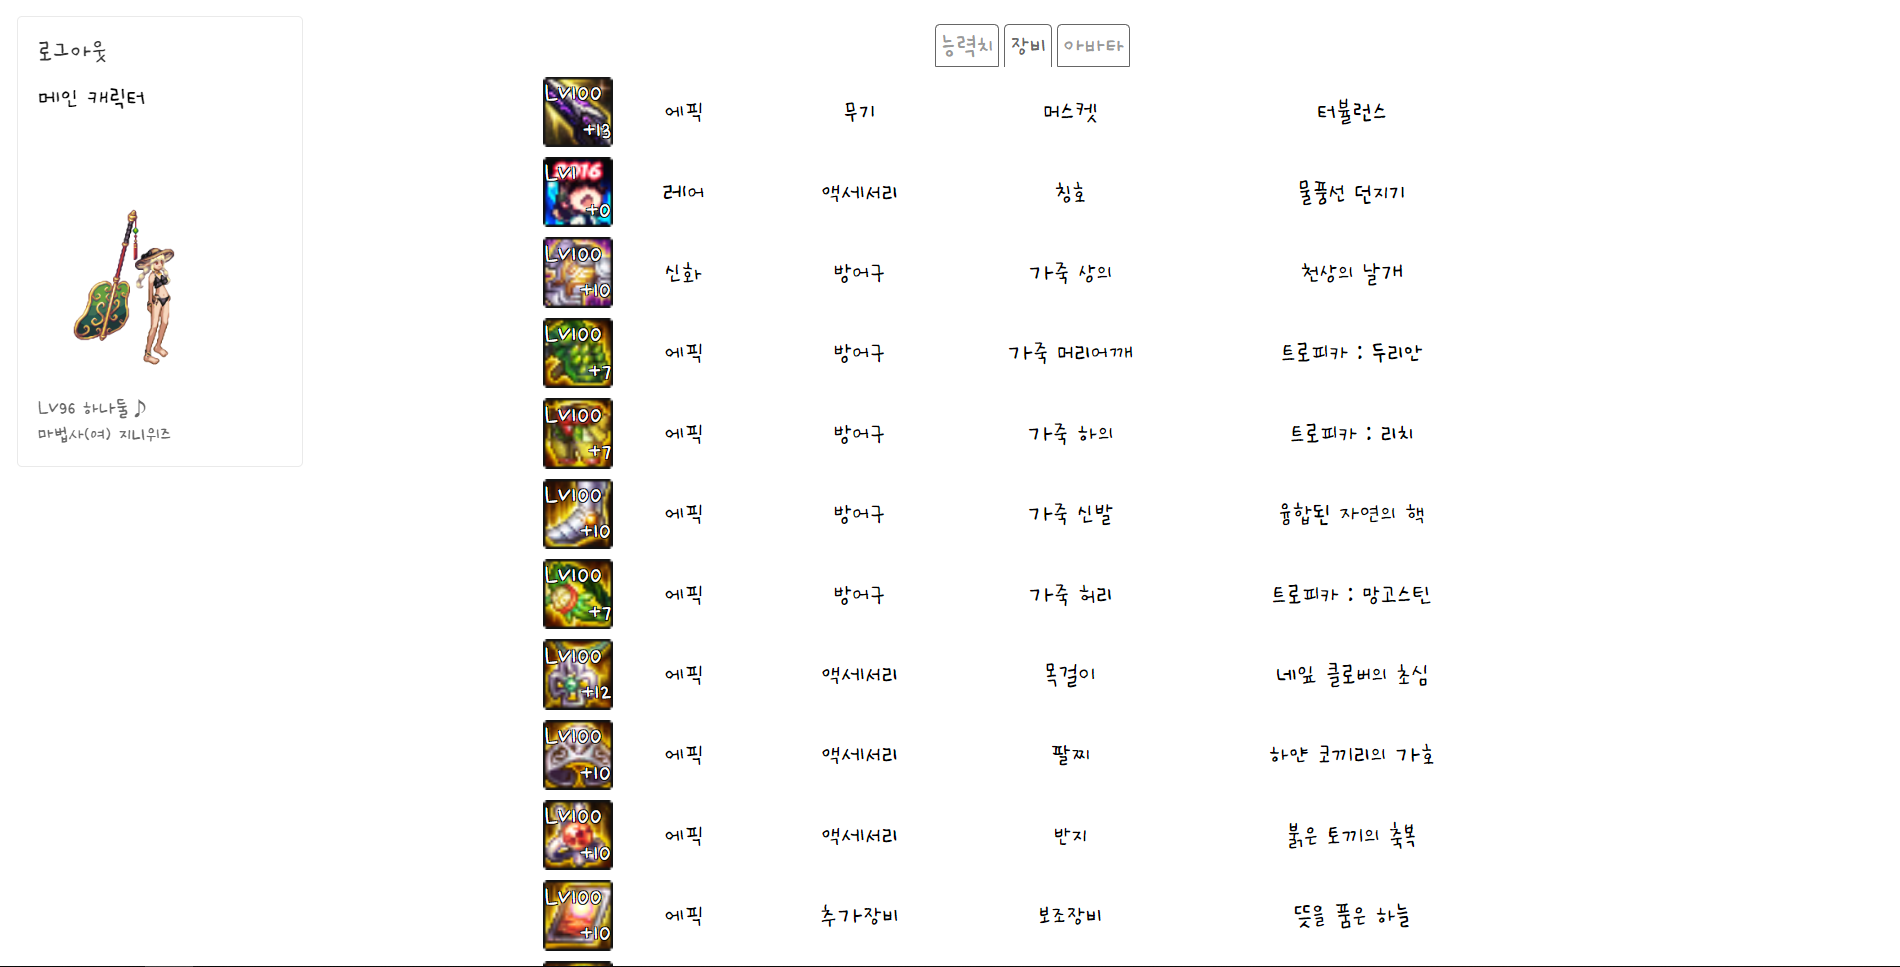 로그아웃
메인 캐릭터
LV96 하나둘♪
마법사(여) 지니위즈
능력치 장비 아바타
LV100 +13 에픽 무기 머스켓 터뷸런스
LV1 2016 +0 레어 액세서리 칭호 물풍선 던지기
LV100 +10 신화 방어구 가죽 상의 천상의 날개
LV100 +7 에픽 방어구 가죽 머리어깨 트로피카 : 두리안
LV100 +7 에픽 방어구 가죽 하의 트로피카 : 리치
LV100 +10 에픽 방어구 가죽 신발 융합된 자연의 핵
LV100 +7 에픽 방어구 가죽 허리 트로피카 : 망고스틴
LV100 +12 에픽 액세서리 목걸이 네잎 클로버의 초심
LV100 +10 에픽 액세서리 팔찌 하얀 코끼리의 가호
LV100 +10 에픽 액세서리 반지 붉은 토끼의 축복
LV100 +10 에픽 추가장비 보조장비 뜻을 품은 하늘